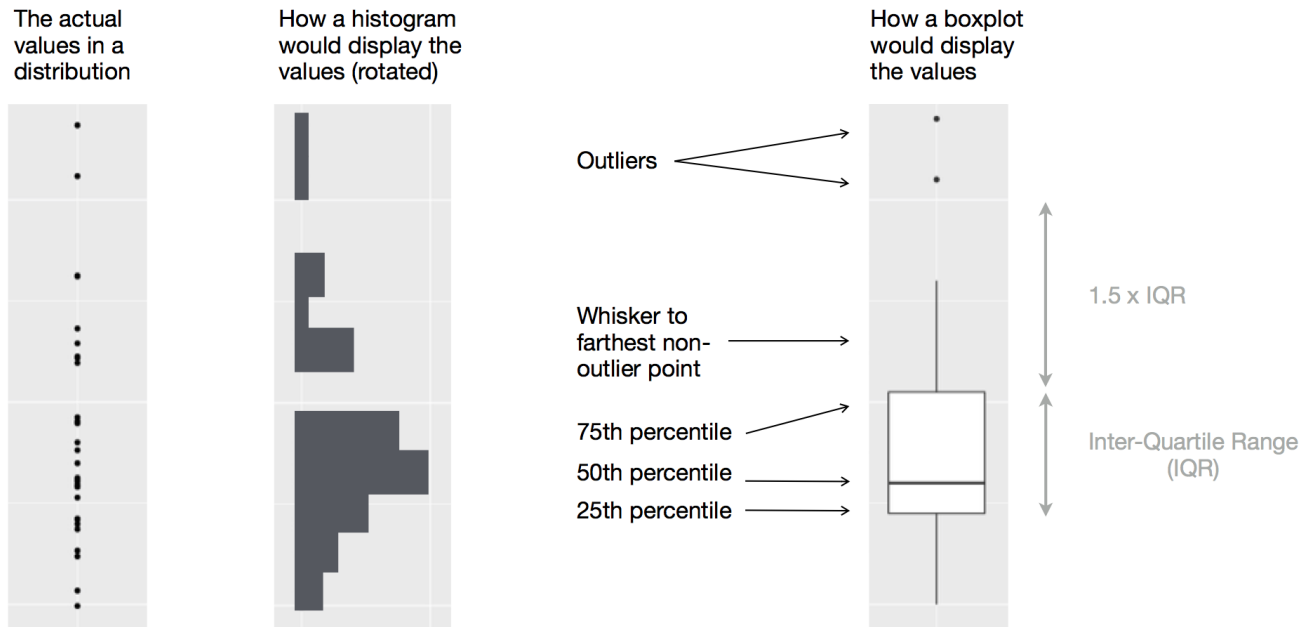 The actual
values in a
distribution
How a histogram
would display the
values (rotated)
How a boxplot
would display
the values
Outliers
1.5 x IQR
Whisker to
farthest non-
outlier point
75th percentile
50th percentile
25th percentile
Inter-Quartile Range
(IQR)